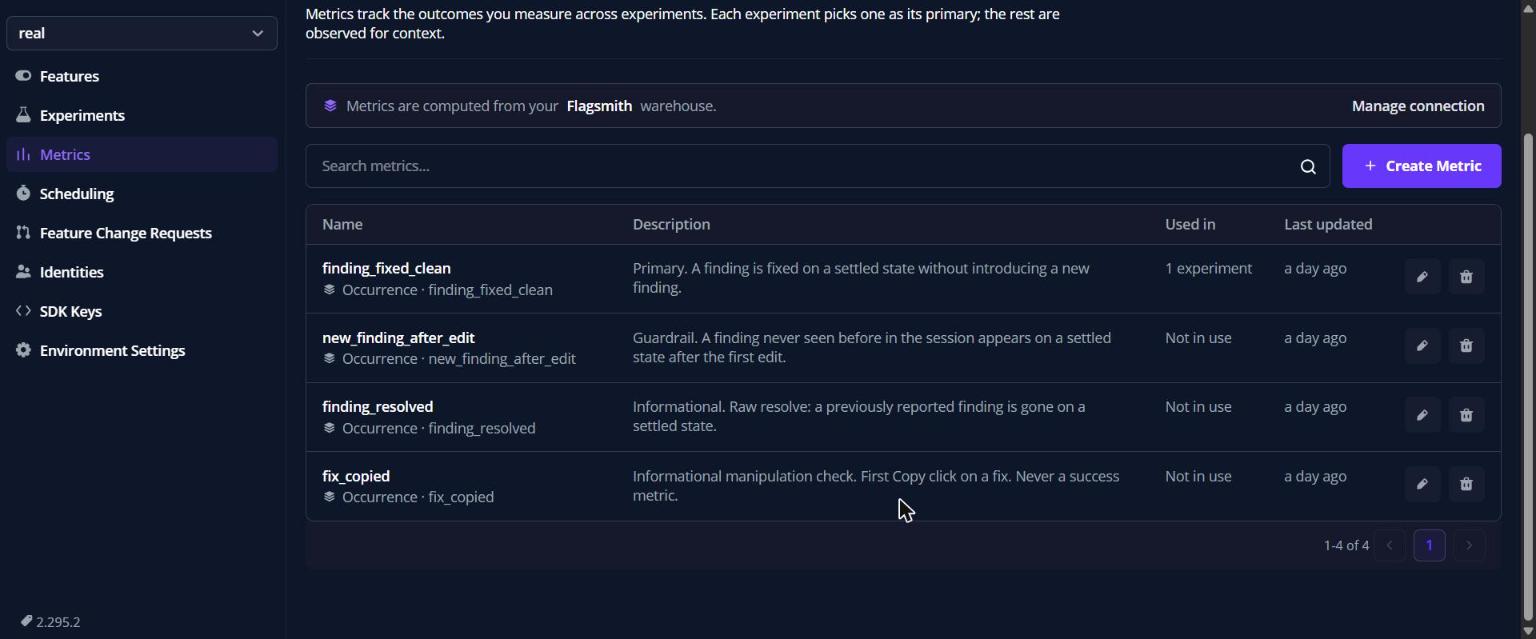 real
Features
Experiments
Metrics
Scheduling
Feature Change Requests
Identities
SDK Keys
Environment Settings
2.295.2
Metrics track the outcomes you measure across experiments. Each experiment picks one as its primary; the rest are
observed for context.
Metrics are computed from your Flagsmith warehouse.
Manage connection
Search metrics...
+ Create Metric
Name Description Used in Last updated
finding_fixed_clean
Occurrence · finding_fixed_clean
Primary. A finding is fixed on a settled state without introducing a new
finding.
1 experiment
a day ago
new_finding_after_edit
Occurrence · new_finding_after_edit
Guardrail. A finding never seen before in the session appears on a settled
state after the first edit.
Not in use
a day ago
finding_resolved
Occurrence · finding_resolved
Informational. Raw resolve: a previously reported finding is gone on a
settled state.
Not in use
a day ago
fix_copied
Occurrence · fix_copied
Informational manipulation check. First Copy click on a fix. Never a success
metric.
Not in use
a day ago
1-4 of 4 < 1 >